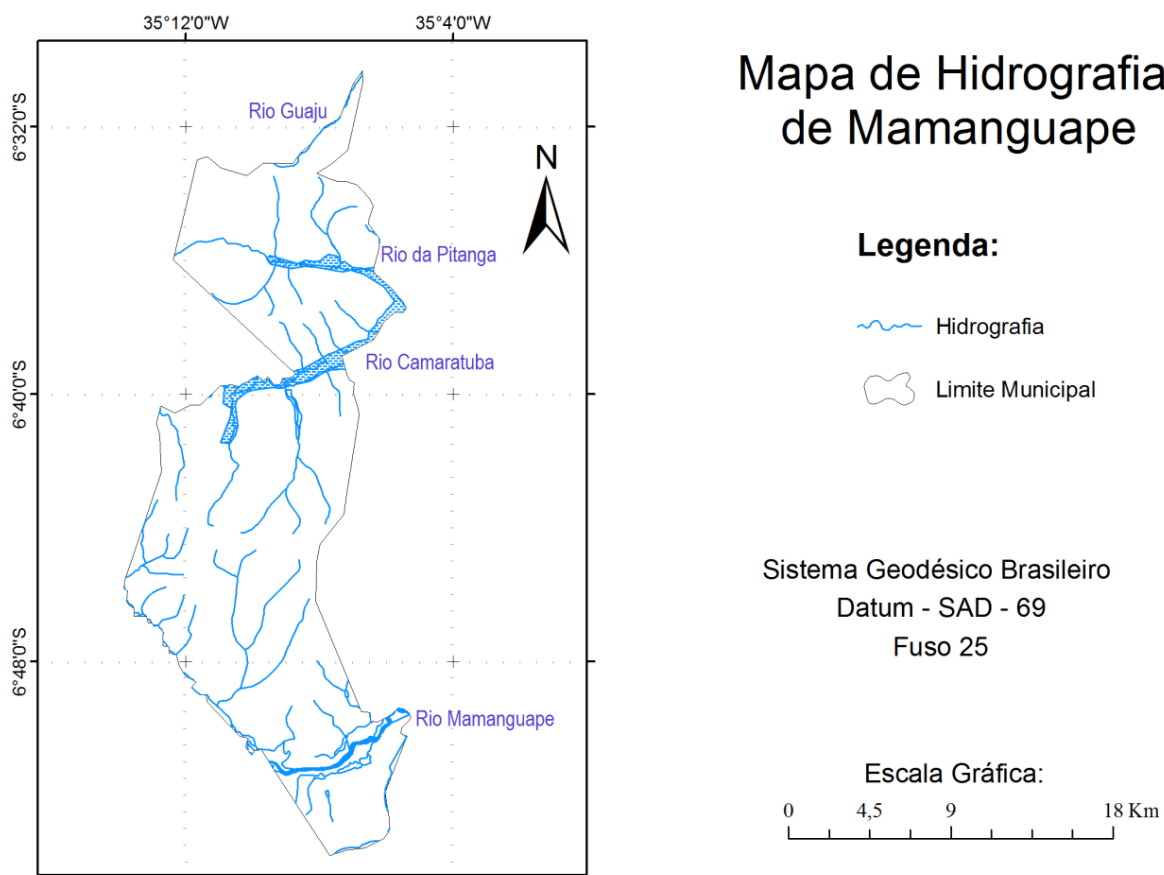 35°12'0"W
35°4'0"W
6°32'0"S
6°40'0"S
6°48'0"S
Rio Guaju
N
Rio da Pitanga
Rio Camaratuba
Rio Mamanguape
Mapa de Hidrografia
de Mamanguape
Legenda:
Hidrografia
Limite Municipal
Sistema Geodésico Brasileiro
Datum - SAD - 69
Fuso 25
Escala Gráfica:
0 4,5 9 18 Km